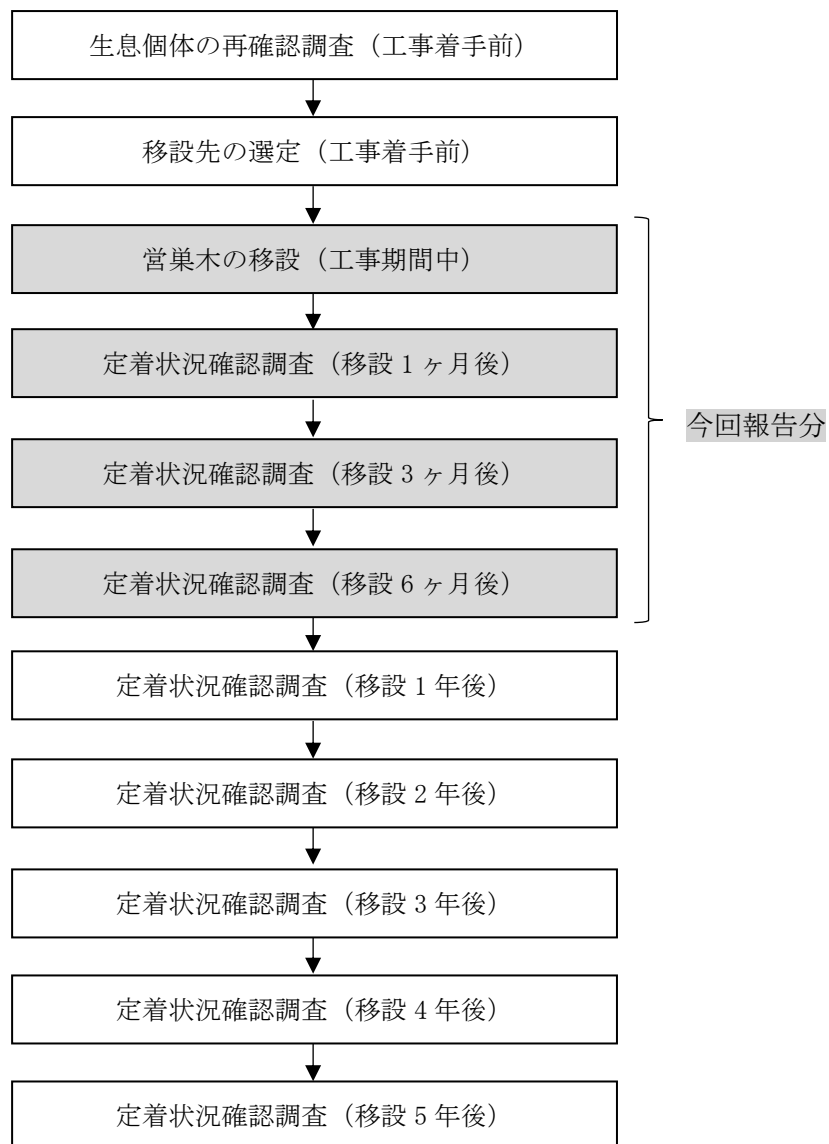 生息個体の再確認調査（工事着手前）
移設先の選定（工事着手前）
営巣木の移設（工事期間中）
定着状況確認調査（移設 1 ヶ月後）
定着状況確認調査（移設 3 ヶ月後）
今回報告分
定着状況確認調査（移設 6 ヶ月後）
定着状況確認調査（移設 1 年後）
定着状況確認調査（移設 2 年後）
定着状況確認調査（移設 3 年後）
定着状況確認調査（移設 4 年後）
定着状況確認調査（移設 5 年後）